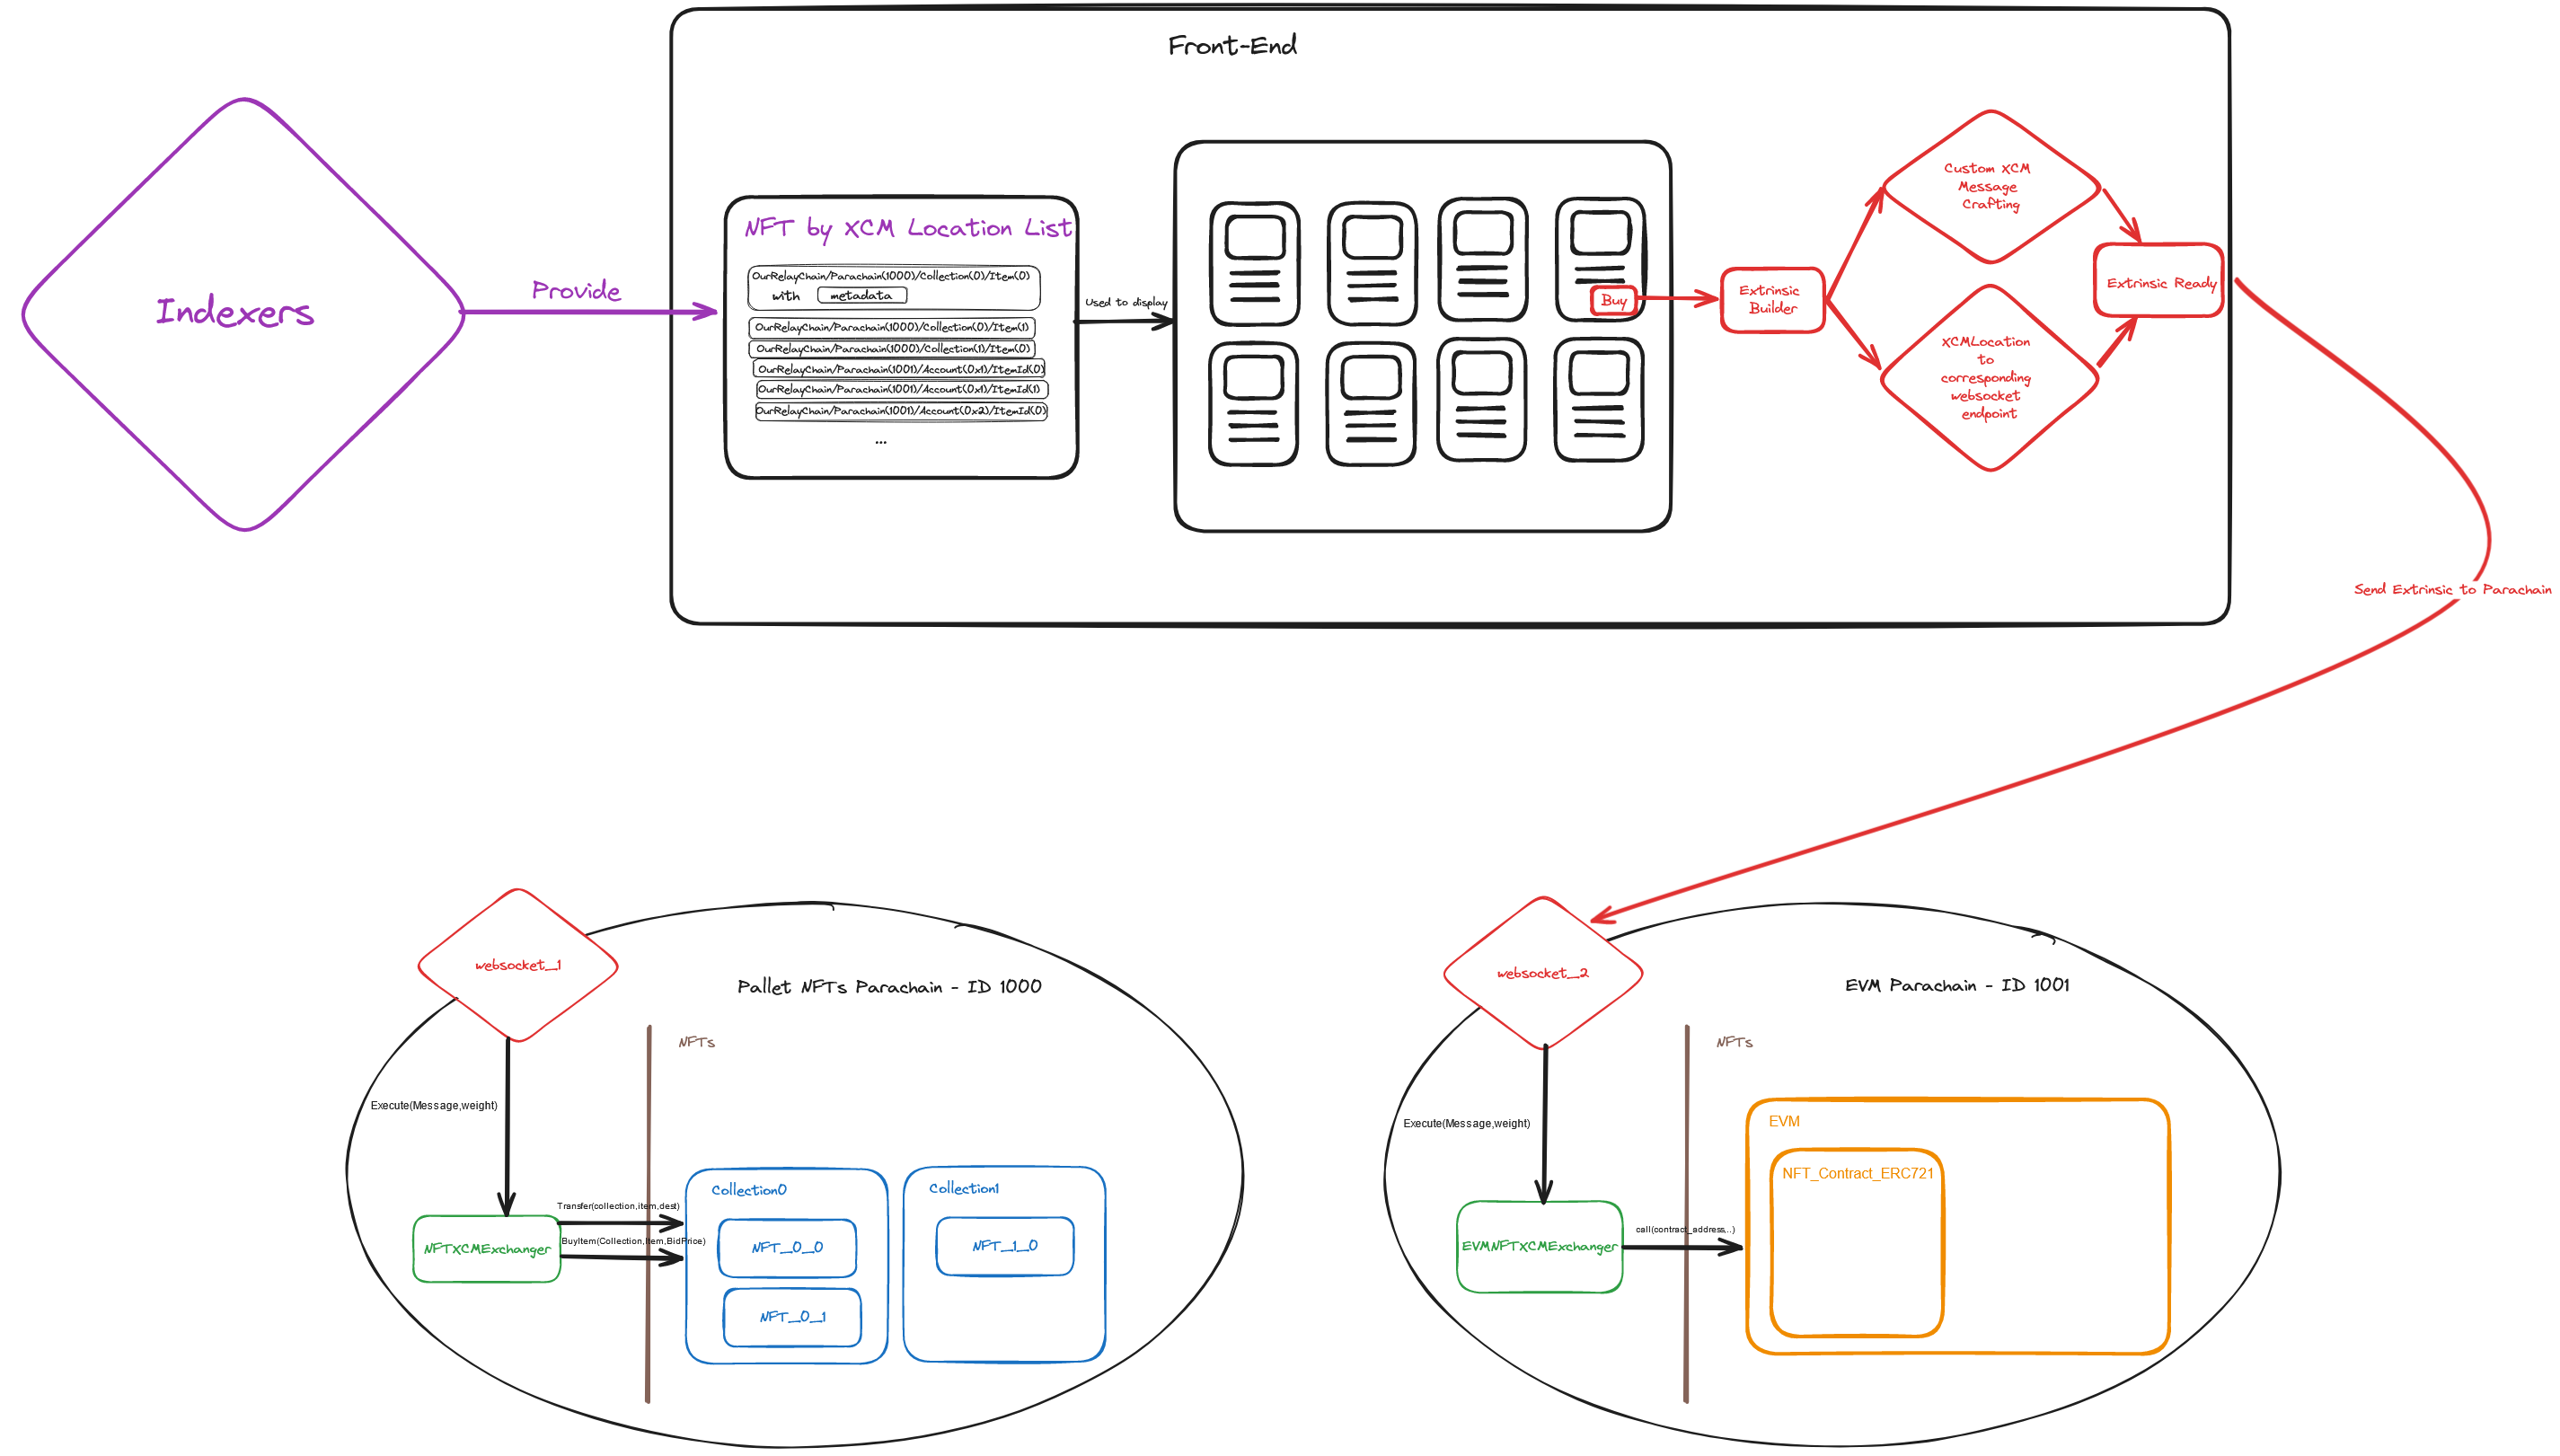 Front-End
Indexers
Provide
NFT by XCM Location List
OurRelayChain/Parachain(1000)/Collection(0)/Item(0)
with metadata
OurRelayChain/Parachain(1000)/Collection(0)/Item(1)
OurRelayChain/Parachain(1000)/Collection(1)/Item(0)
OurRelayChain/Parachain(1001)/Account(0x1)/ItemId(0)
OurRelayChain/Parachain(1001)/Account(0x1)/ItemId(1)
OurRelayChain/Parachain(1001)/Account(0x2)/ItemId(0)
...
Used to display
Buy
Extrinsic
Builder
Custom XCM
Message
Crafting
XCMLocation
to
corresponding
websocket
endpoint
Extrinsic Ready
Send Extrinsic to Parachain
websocket_1
Pallet NFTs Parachain - ID 1000
NFTs
Execute(Message,weight)
NFTXCMExchanger
Transfer(collection,item,dest)
BuyItem(Collection,Item,BidPrice)
Collection0
NFT_0_0
NFT_0_1
Collection1
NFT_1_0
websocket_2
EVM Parachain - ID 1001
NFTs
Execute(Message,weight)
EVMNFTXCMExchanger
call(contract_address,..)
EVM
NFT_Contract_ERC721